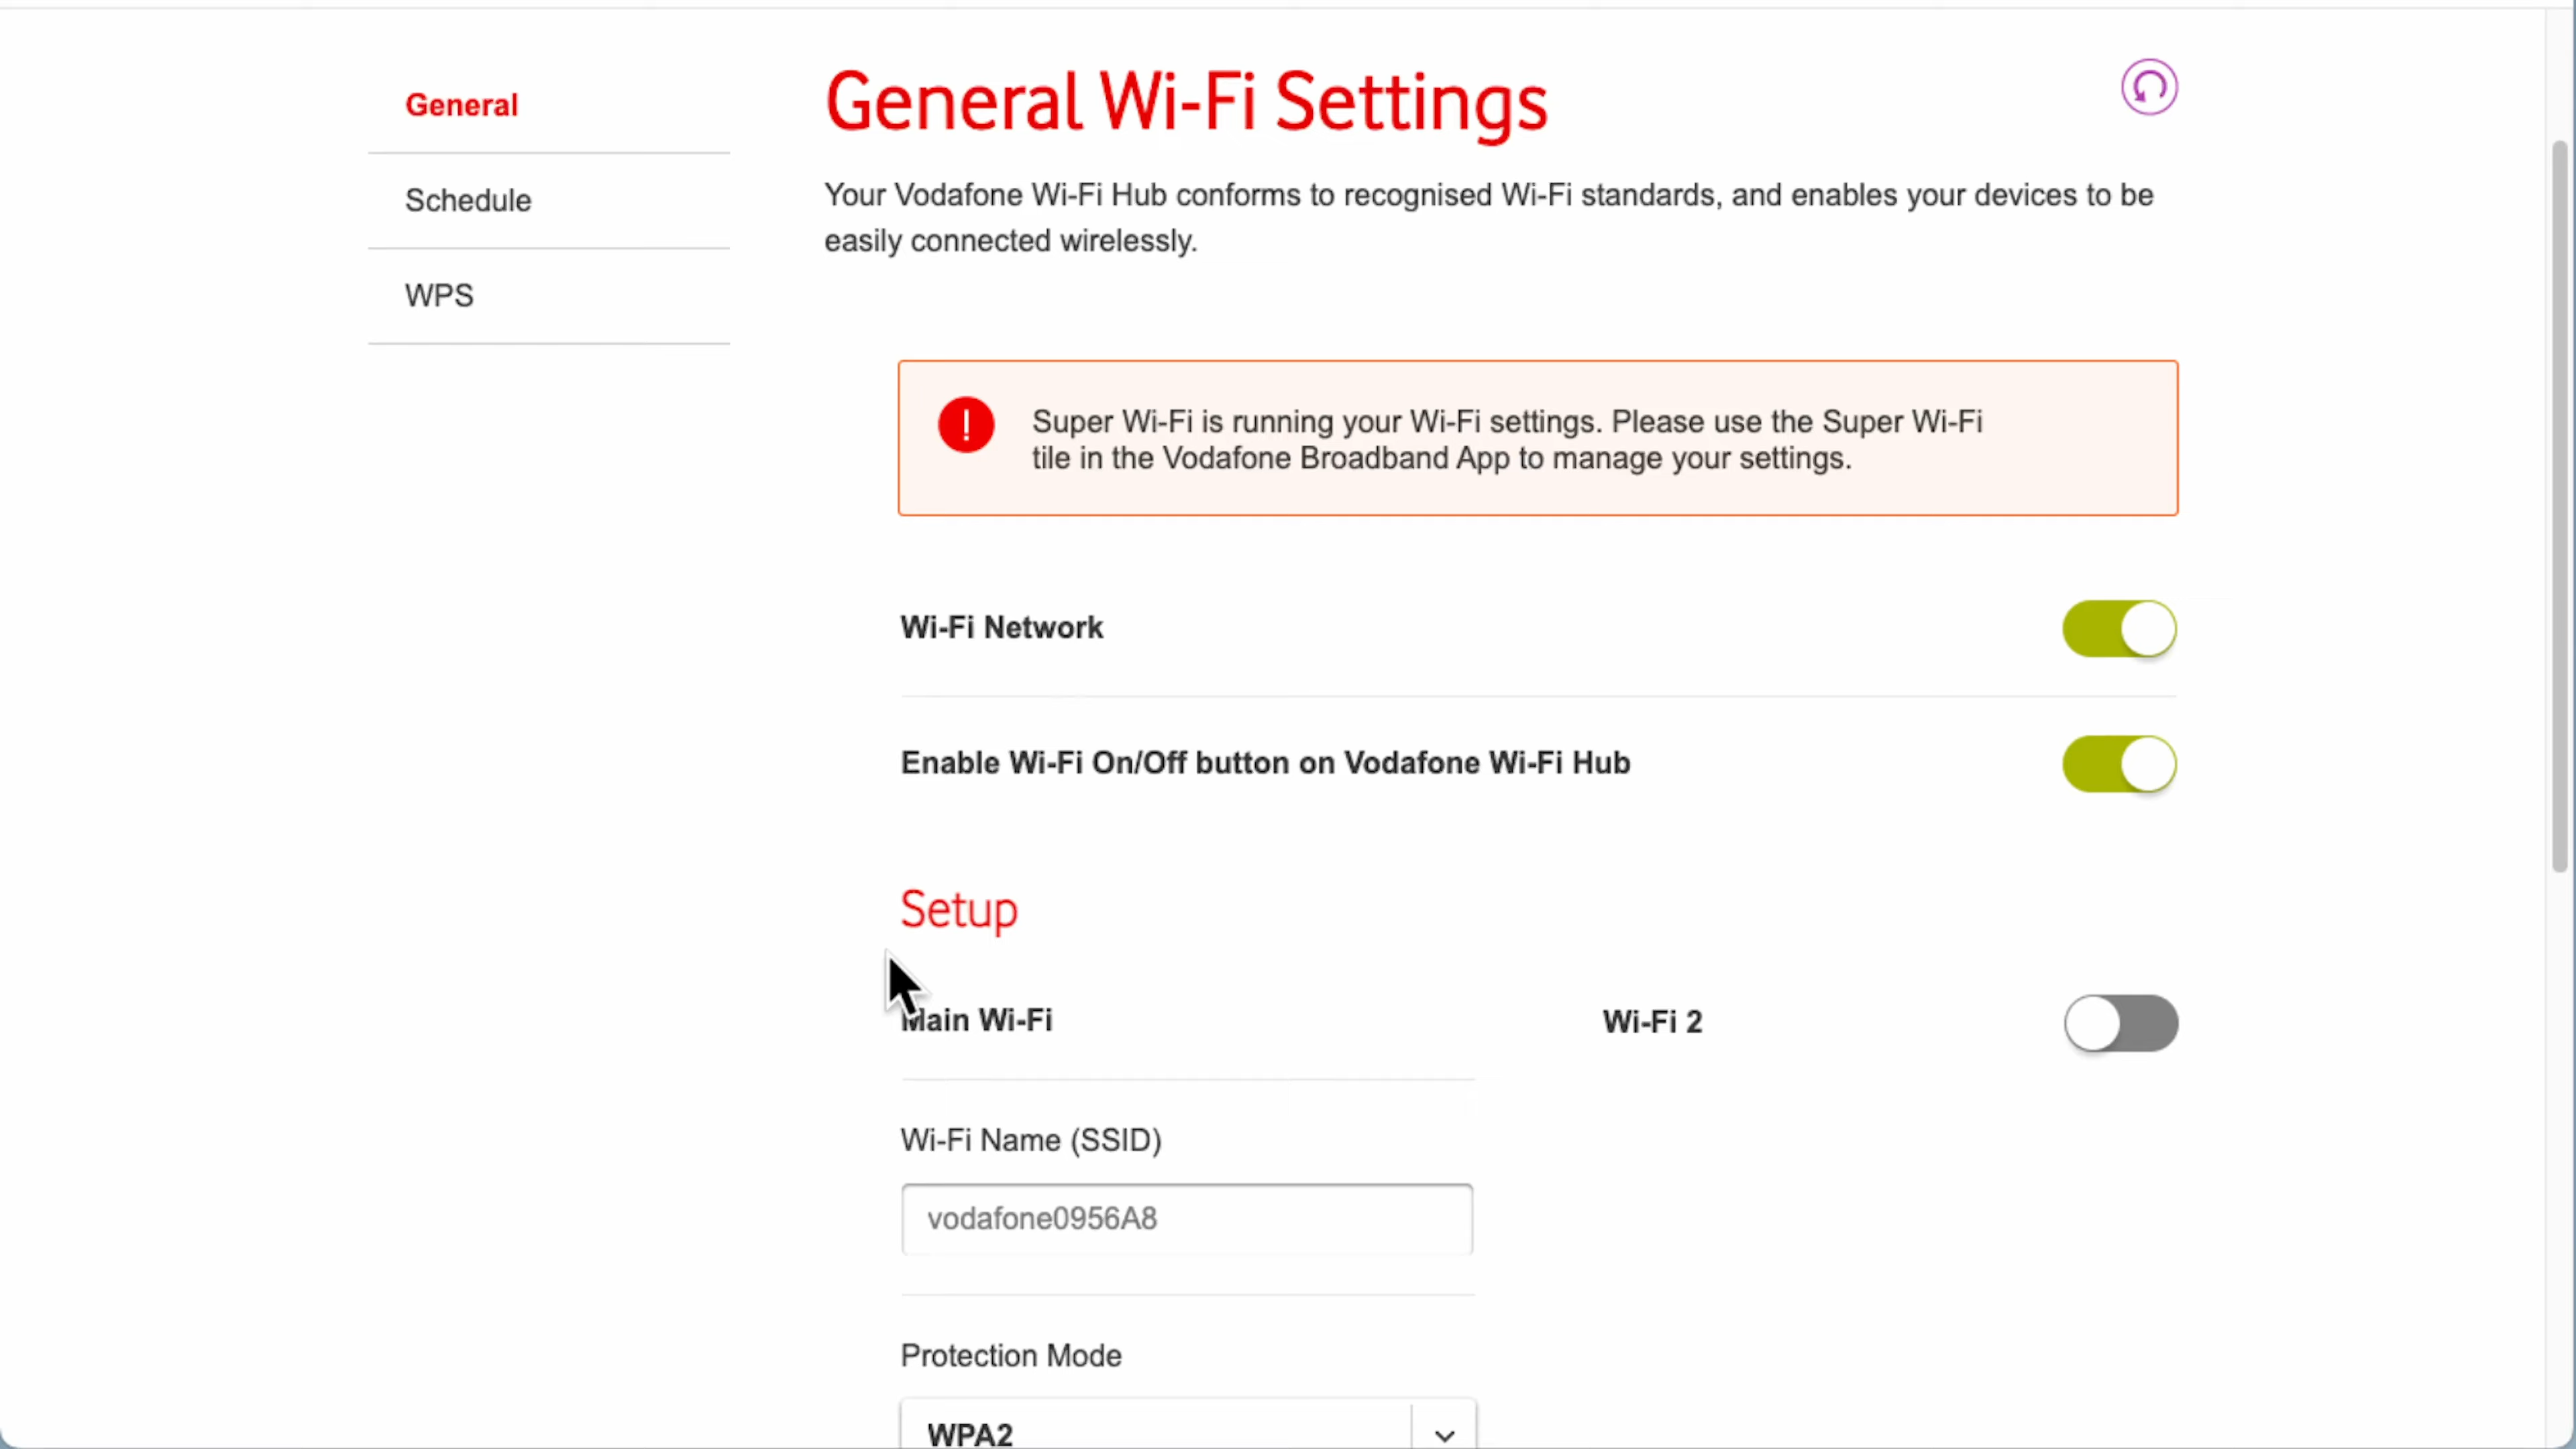 General
Schedule
WPS
General Wi-Fi Settings
Your Vodafone Wi-Fi Hub conforms to recognised Wi-Fi standards, and enables your devices to be
easily connected wirelessly.
Super Wi-Fi is running your Wi-Fi settings. Please use the Super Wi-Fi
tile in the Vodafone Broadband App to manage your settings.
Wi-Fi Network
Enable Wi-Fi On/Off button on Vodafone Wi-Fi Hub
Setup
Main Wi-Fi
Wi-Fi 2
Wi-Fi Name (SSID)
vodafone0956A8
Protection Mode
WPA2